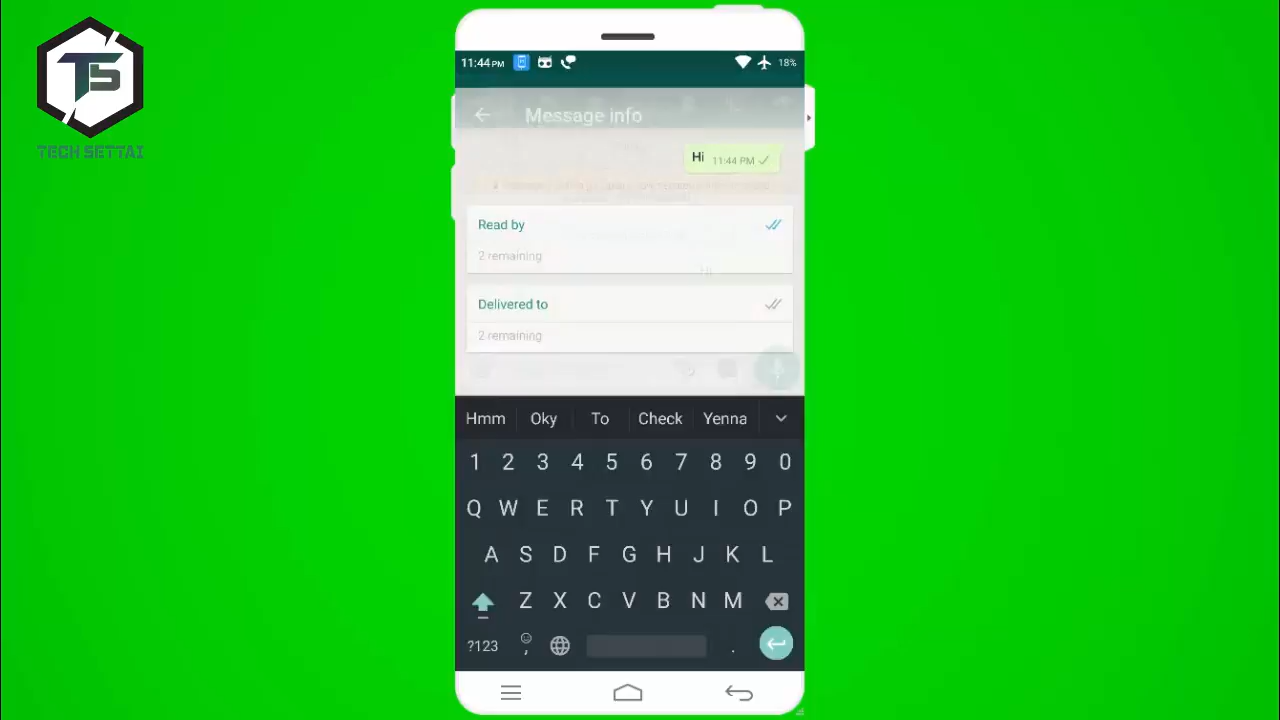 TS
TECH SETTAI
11:44 PM 18%
Message info
Hi 11:44 PM
Read by
2 remaining
Delivered to
2 remaining
Hmm Oky To Check Yenna
1 2 3 4 5 6 7 8 9 0
Q W E R T Y U I O P
A S D F G H J K L
Z X C V B N M
?123 , .